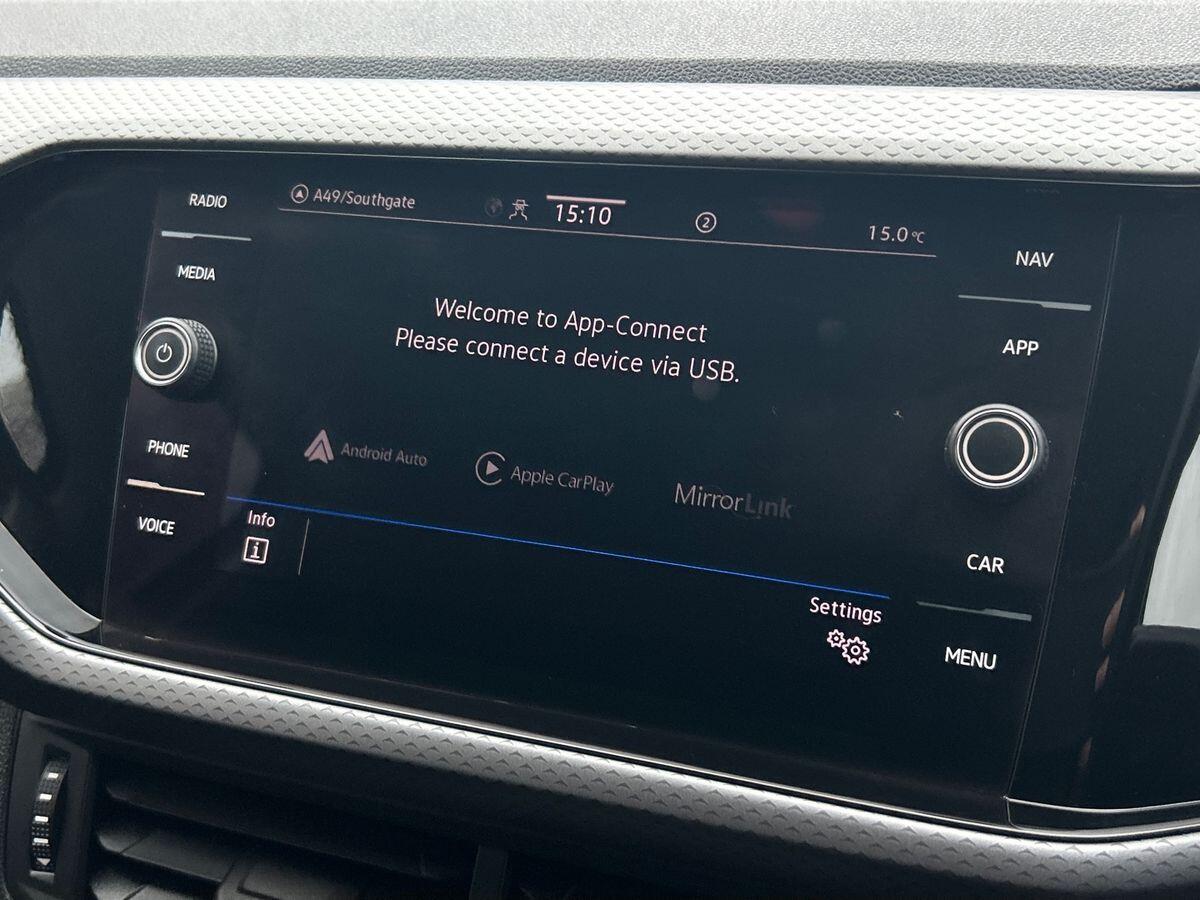 RADIO
MEDIA
PHONE
VOICE
A49/Southgate
15:10
2
15.0°C
Welcome to App-Connect
Please connect a device via USB.
Android Auto
Apple CarPlay
MirrorLink
Info
i
Settings
NAV
APP
CAR
MENU